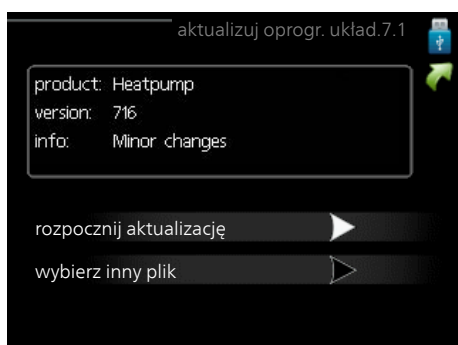 aktualizuj oprogr. układ.7.1
product: Heatpump
version: 716
info: Minor changes
rozpocznij aktualizację
wybierz inny plik